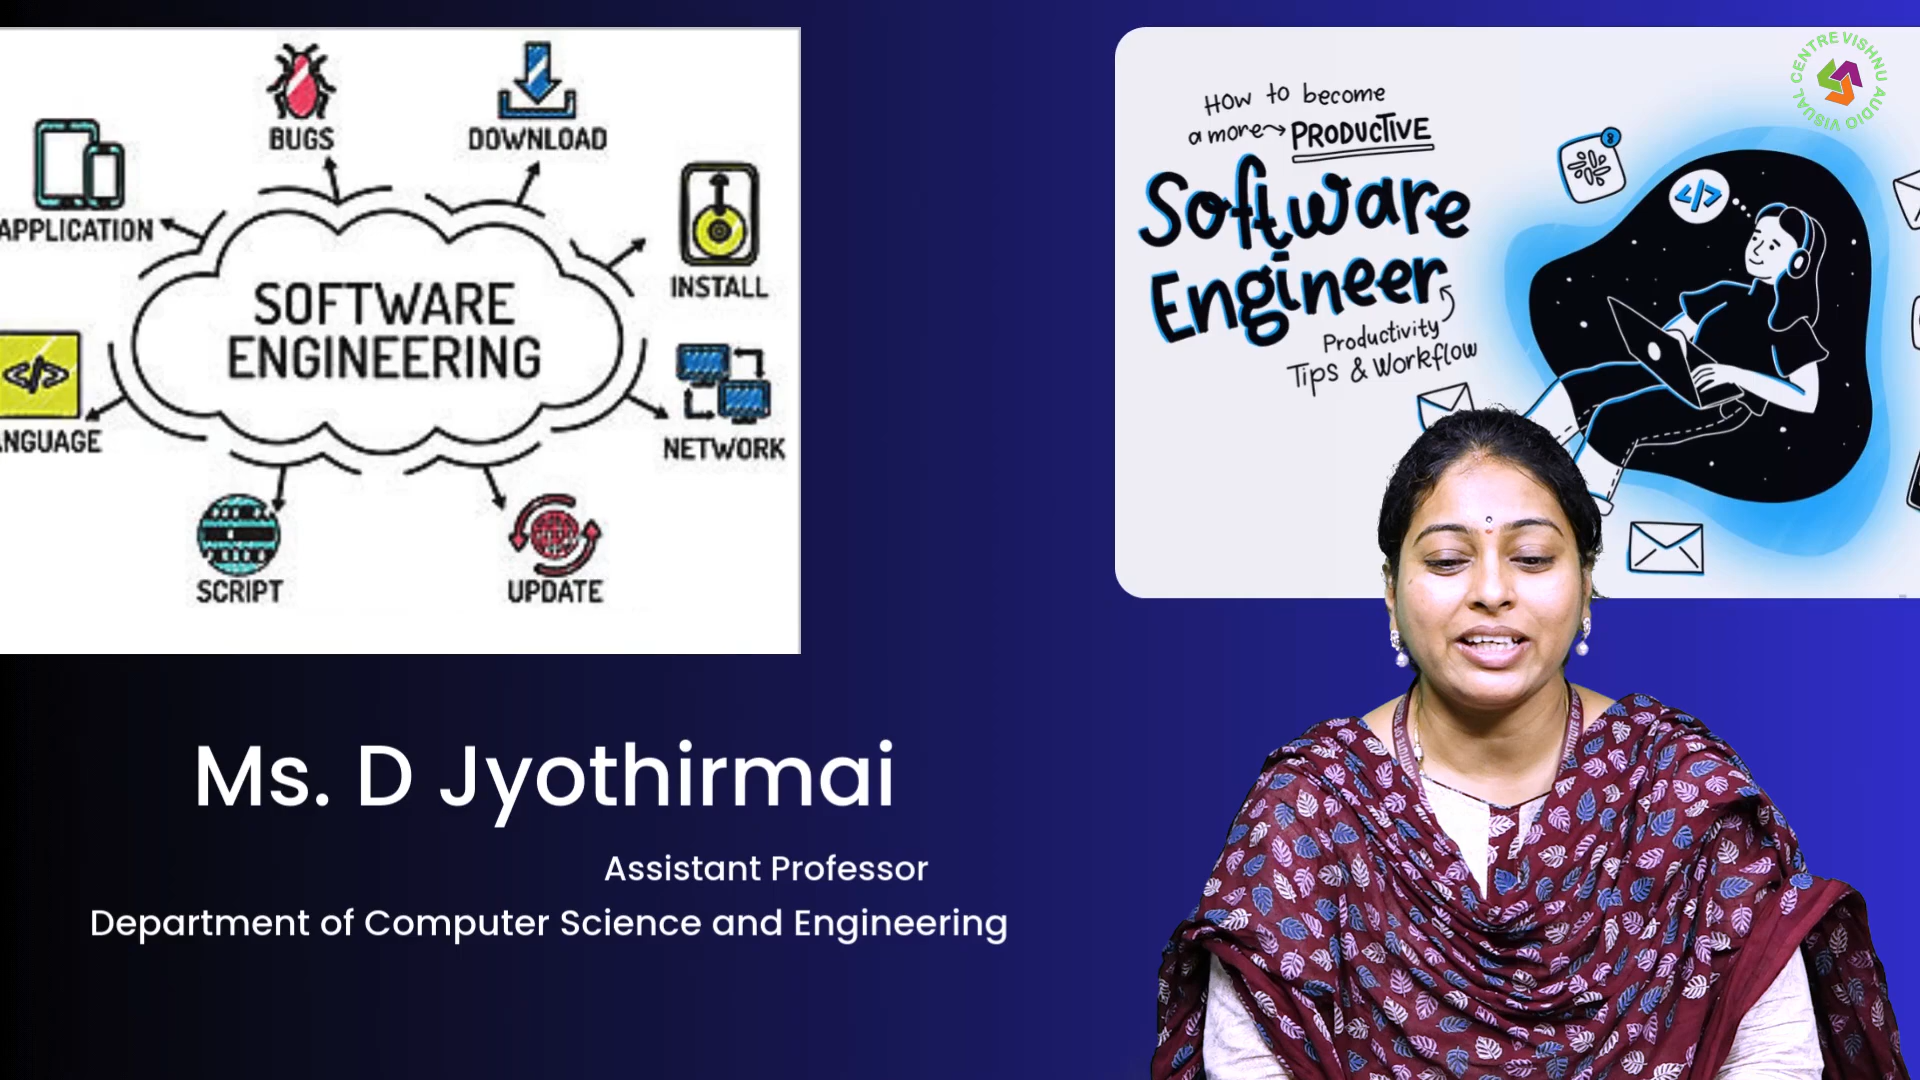 BUGS
DOWNLOAD
APPLICATION
INSTALL
SOFTWARE
ENGINEERING
NETWORK
ANGUAGE
SCRIPT
UPDATE
HOW to become
a more PRODUCTIVE
Software
Engineer
Productivity
Tips & Workflow
CENTRE VISHNU AUDIO VISUAL
Ms. D Jyothirmai
Assistant Professor
Department of Computer Science and Engineering